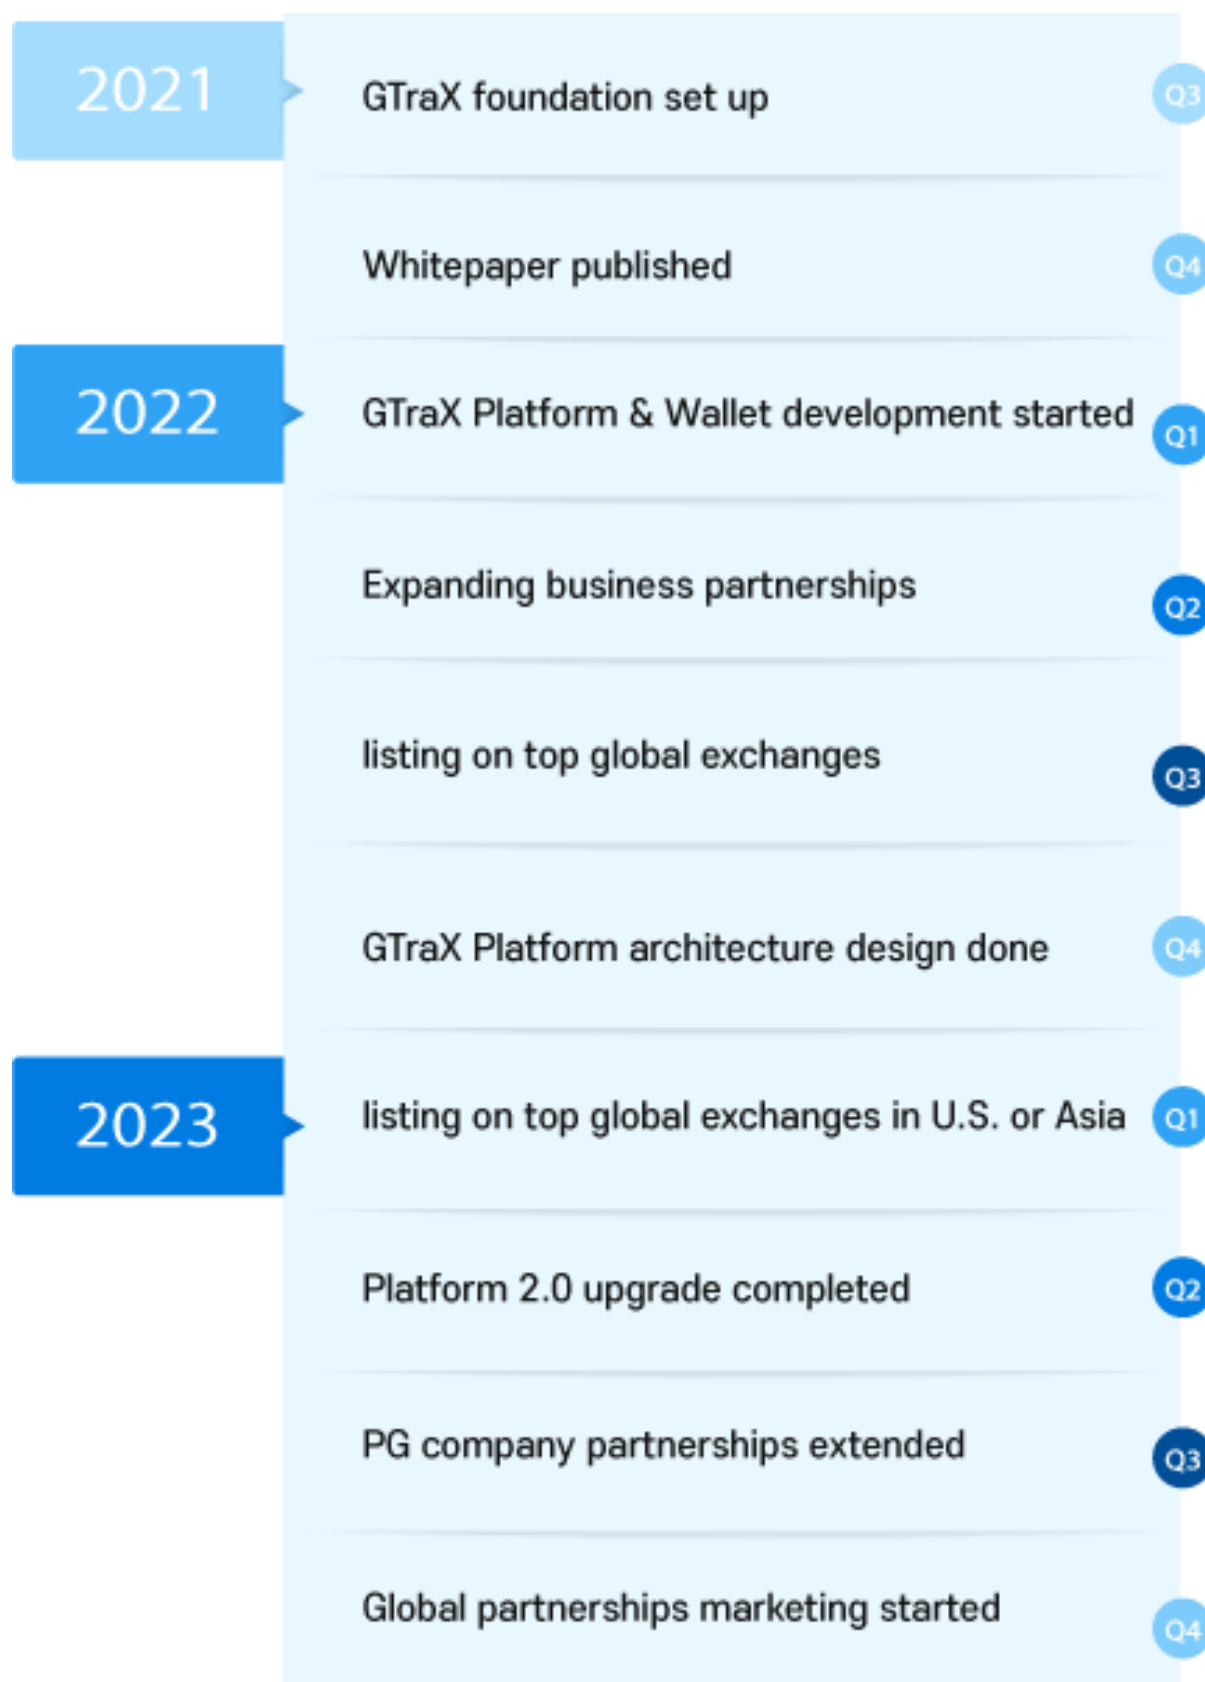 2021
GTraX foundation set up
Q3
Whitepaper published
Q4
2022
GTraX Platform & Wallet development started
Q1
Expanding business partnerships
Q2
listing on top global exchanges
Q3
GTraX Platform architecture design done
Q4
2023
listing on top global exchanges in U.S. or Asia
Q1
Platform 2.0 upgrade completed
Q2
PG company partnerships extended
Q3
Global partnerships marketing started
Q4